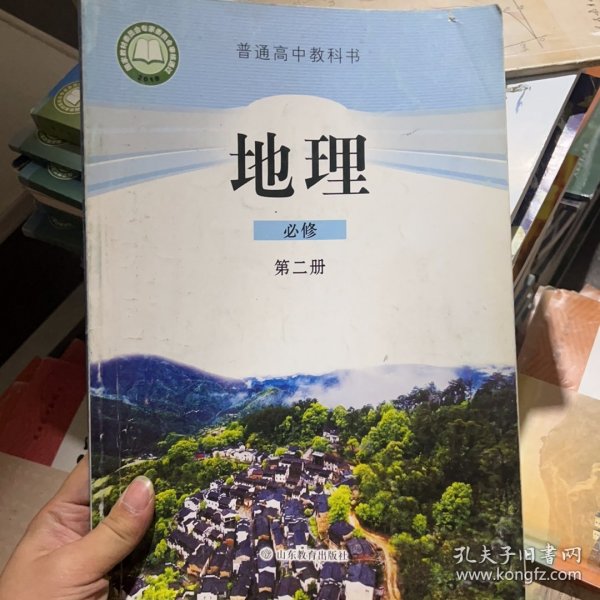 普通高中教科书
地理
必修
第二册
山东教育出版社
2019
孔夫子旧书网
www.kongfz.com